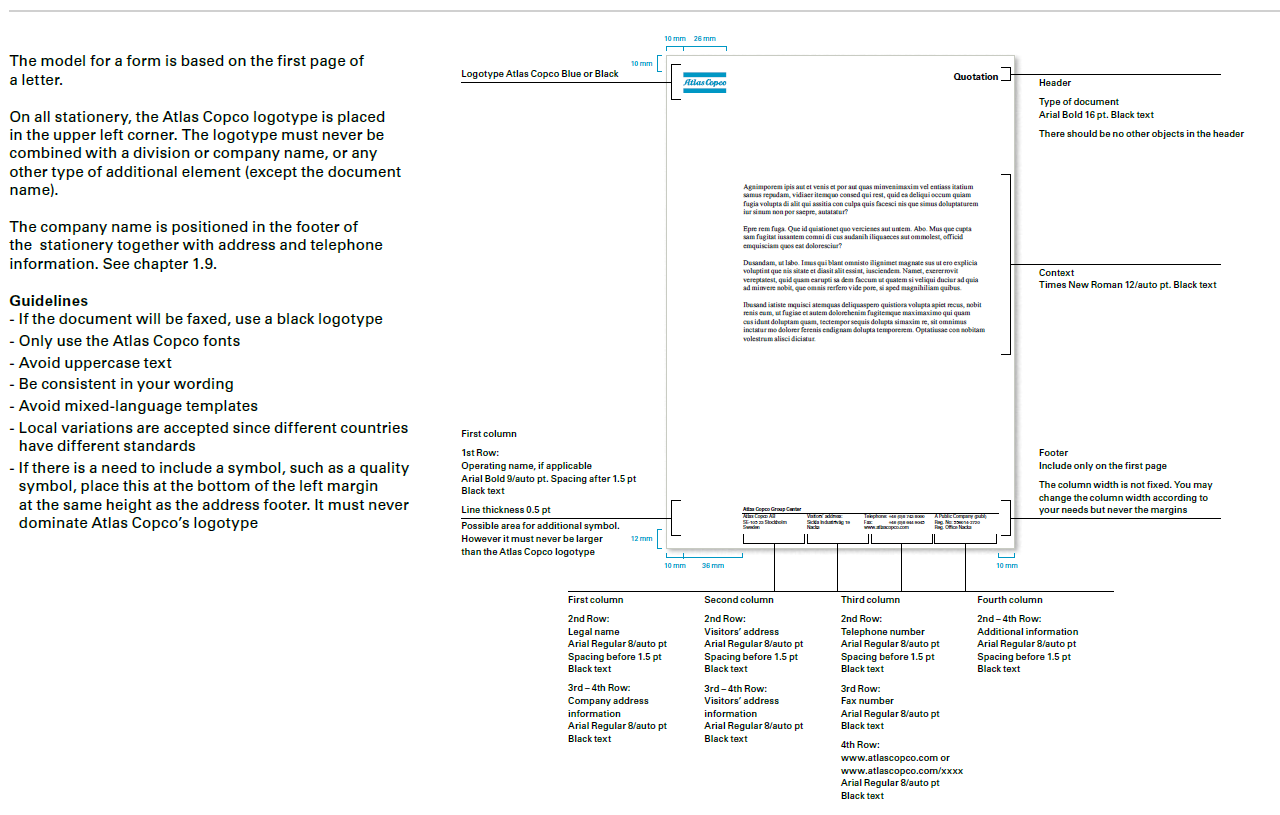 The model for a form is based on the first page of
a letter.
On all stationery, the Atlas Copco logotype is placed
in the upper left corner. The logotype must never be
combined with a division or company name, or any
other type of additional element (except the document
name).
The company name is positioned in the footer of
the  stationery together with address and telephone
information. See chapter 1.9.
Guidelines
- If the document will be faxed, use a black logotype
- Only use the Atlas Copco fonts
- Avoid uppercase text
- Be consistent in your wording
- Avoid mixed-language templates
- Local variations are accepted since different countries
have different standards
- If there is a need to include a symbol, such as a quality
symbol, place this at the bottom of the left margin
at the same height as the address footer. It must never
dominate Atlas Copco's logotype
10 mm 26 mm
10 mm
Logotype Atlas Copco Blue or Black
Atlas Copco
Quotation
Header
Type of document
Arial Bold 16 pt. Black text
There should be no other objects in the header
Agnimporem ipis aut et venis et por aut quas minvenimaxim vel entiass itatium
samus repudam, vidiaer itemquo consed qui rest, quid ea deliqui occum quiam
fugia volupta di alit qui assitia con culpa quis facesci nis que simus doluptaturem
iur sinum non por saepre, autatatur?
Epre rem fuga. Que id quiationet quo vercienes aut untem. Abo. Mus que cupta
sam fugitat iusantem comni di cus audanih iliquaeces aut ommolest, officid
emquisciam quos est doloresciur?
Dusandam, ut labo. Imus qui blant omnisto ilignimet magnate sus ut ero explicia
voluptint que nis sitate et diasit alit essint, iusciendem. Namet, exererrovit
vereptatest, quid quam earupti sa dem faccum ut quatem si veliqui duciur ad quia
ad minvere nobit, que omnis rerfero vide pore, si aped magnihiliam quibus.
Ibusand iatiste mquisci atemquas deliquaspero quistiora volupta apiet recus, nobit
renis eum, ut fugiae et autem dolorehenim fugitemque maximaximo qui quam
cus idunt doluptam quam, tectempor sequis dolupta simaxim re, sit omnimus
inctatur mo dolorer ferenis endignam dolupta temporerem. Optatiusae con nobitam
volestrum alisci diciatur.
Context
Times New Roman 12/auto pt. Black text
First column
1st Row:
Operating name, if applicable
Arial Bold 9/auto pt. Spacing after 1.5 pt
Black text
Line thickness 0.5 pt
Possible area for additional symbol.
However it must never be larger
than the Atlas Copco logotype
Footer
Include only on the first page
The column width is not fixed. You may
change the column width according to
your needs but never the margins
Atlas Copco Group Center
Atlas Copco AB Visitors' address: Telephone: A Public Company (publ)
SE-105 23 Stockholm Sickla Industriväg 19 Fax: Reg. No:
Sweden Nacka www.atlascopco.com Reg. Office Nacka
12 mm
10 mm 36 mm
10 mm
First column
2nd Row:
Legal name
Arial Regular 8/auto pt
Spacing before 1.5 pt
Black text
3rd – 4th Row:
Company address
information
Arial Regular 8/auto pt
Black text
Second column
2nd Row:
Visitors' address
Arial Regular 8/auto pt
Spacing before 1.5 pt
Black text
3rd – 4th Row:
Visitors' address
information
Arial Regular 8/auto pt
Black text
Third column
2nd Row:
Telephone number
Arial Regular 8/auto pt
Spacing before 1.5 pt
Black text
3rd Row:
Fax number
Arial Regular 8/auto pt
Black text
4th Row:
www.atlascopco.com or
www.atlascopco.com/xxxx
Arial Regular 8/auto pt
Black text
Fourth column
2nd – 4th Row:
Additional information
Arial Regular 8/auto pt
Spacing before 1.5 pt
Black text